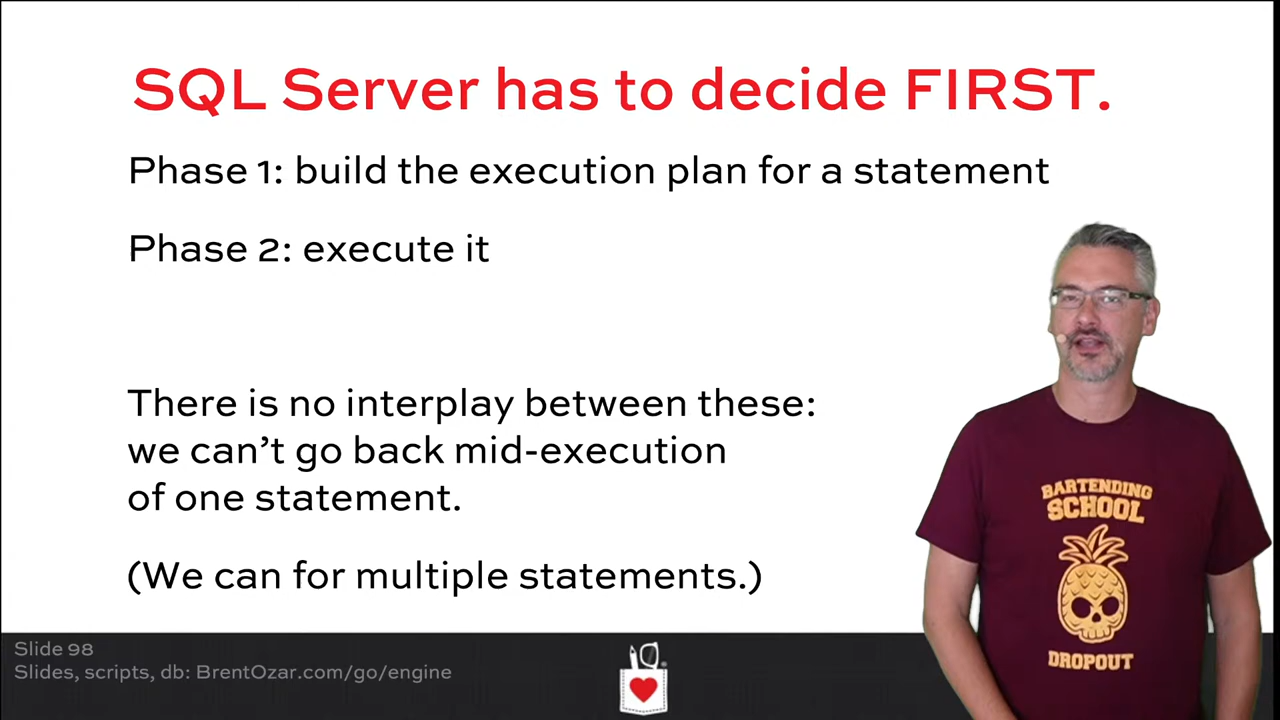 SQL Server has to decide FIRST.
Phase 1: build the execution plan for a statement
Phase 2: execute it
There is no interplay between these:
we can’t go back mid-execution
of one statement.
(We can for multiple statements.)
BARTENDING
SCHOOL
DROPOUT
Slide 98
Slides, scripts, db: BrentOzar.com/go/engine